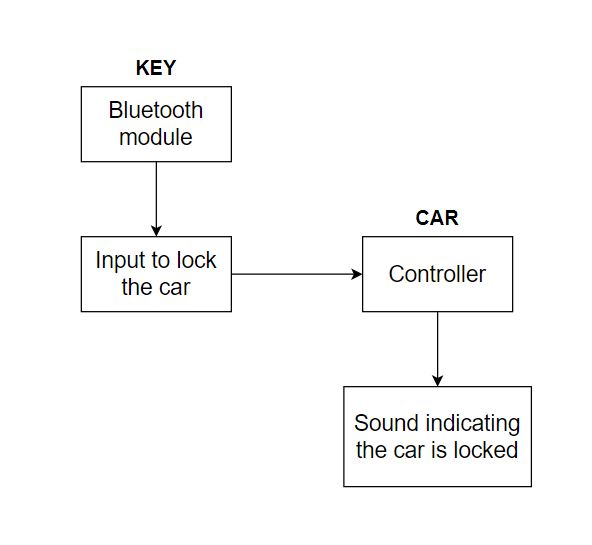 KEY
Bluetooth
module
Input to lock
the car
CAR
Controller
Sound indicating
the car is locked